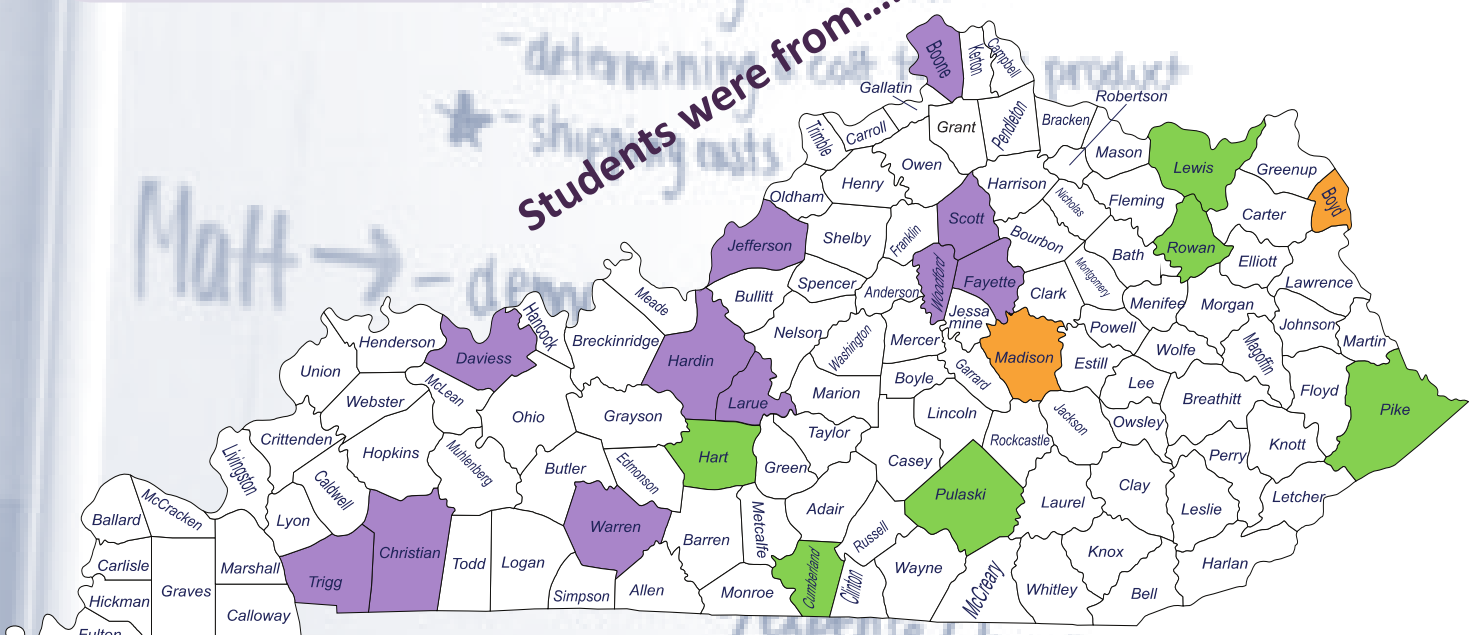 Students were from....
-determining cost product
- shipping costs
Matt → - dem
Boone
Kenton
Campbell
Gallatin
Robertson
Trimble
Carroll
Grant
Pendleton
Bracken
Mason
Lewis
Greenup
Boyd
Owen
Henry
Oldham
Harrison
Nicholas
Fleming
Carter
Rowan
Scott
Jefferson
Shelby
Franklin
Bourbon
Bath
Elliott
Lawrence
Woodford
Fayette
Montgomery
Clark
Menifee
Morgan
Spencer
Anderson
Bullitt
Meade
Jessa
mine
Hancock
Henderson
Daviess
Breckinridge
Hardin
Nelson
Washington
Mercer
Garrard
Madison
Powell
Estill
Wolfe
Magoffin
Johnson
Martin
Union
Webster
McLean
Ohio
Grayson
Larue
Marion
Boyle
Lincoln
Lee
Breathitt
Floyd
Pike
Crittenden
Livingston
Hopkins
Muhlenberg
Butler
Edmonson
Hart
Green
Taylor
Casey
Rockcastle
Jackson
Owsley
Perry
Knott
Caldwell
Lyon
McCracken
Ballard
Christian
Warren
Barren
Metcalfe
Adair
Russell
Pulaski
Laurel
Clay
Leslie
Letcher
Carlisle
Graves
Marshall
Trigg
Todd
Logan
Simpson
Allen
Monroe
Cumberland
Clinton
Wayne
McCreary
Whitley
Knox
Bell
Harlan
Hickman
Calloway
Fulton